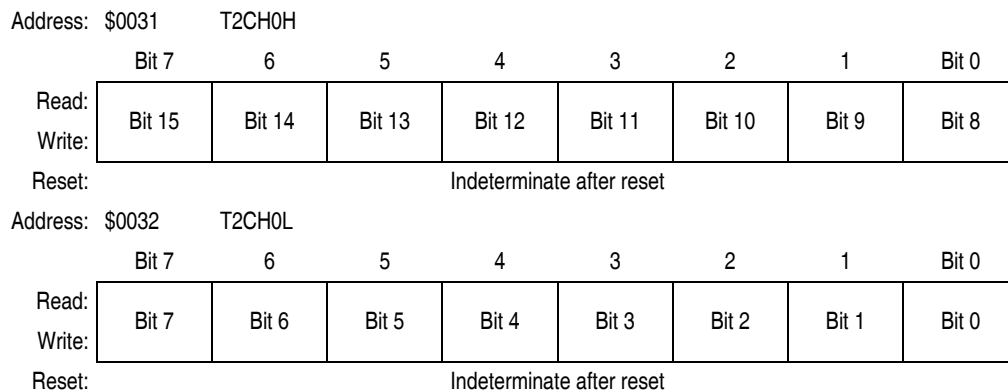 Address: $0031 T2CH0H
Bit 7 6 5 4 3 2 1 Bit 0
Read:
Bit 15 Bit 14 Bit 13 Bit 12 Bit 11 Bit 10 Bit 9 Bit 8
Write:
Reset: Indeterminate after reset
Address: $0032 T2CH0L
Bit 7 6 5 4 3 2 1 Bit 0
Read:
Bit 7 Bit 6 Bit 5 Bit 4 Bit 3 Bit 2 Bit 1 Bit 0
Write:
Reset: Indeterminate after reset